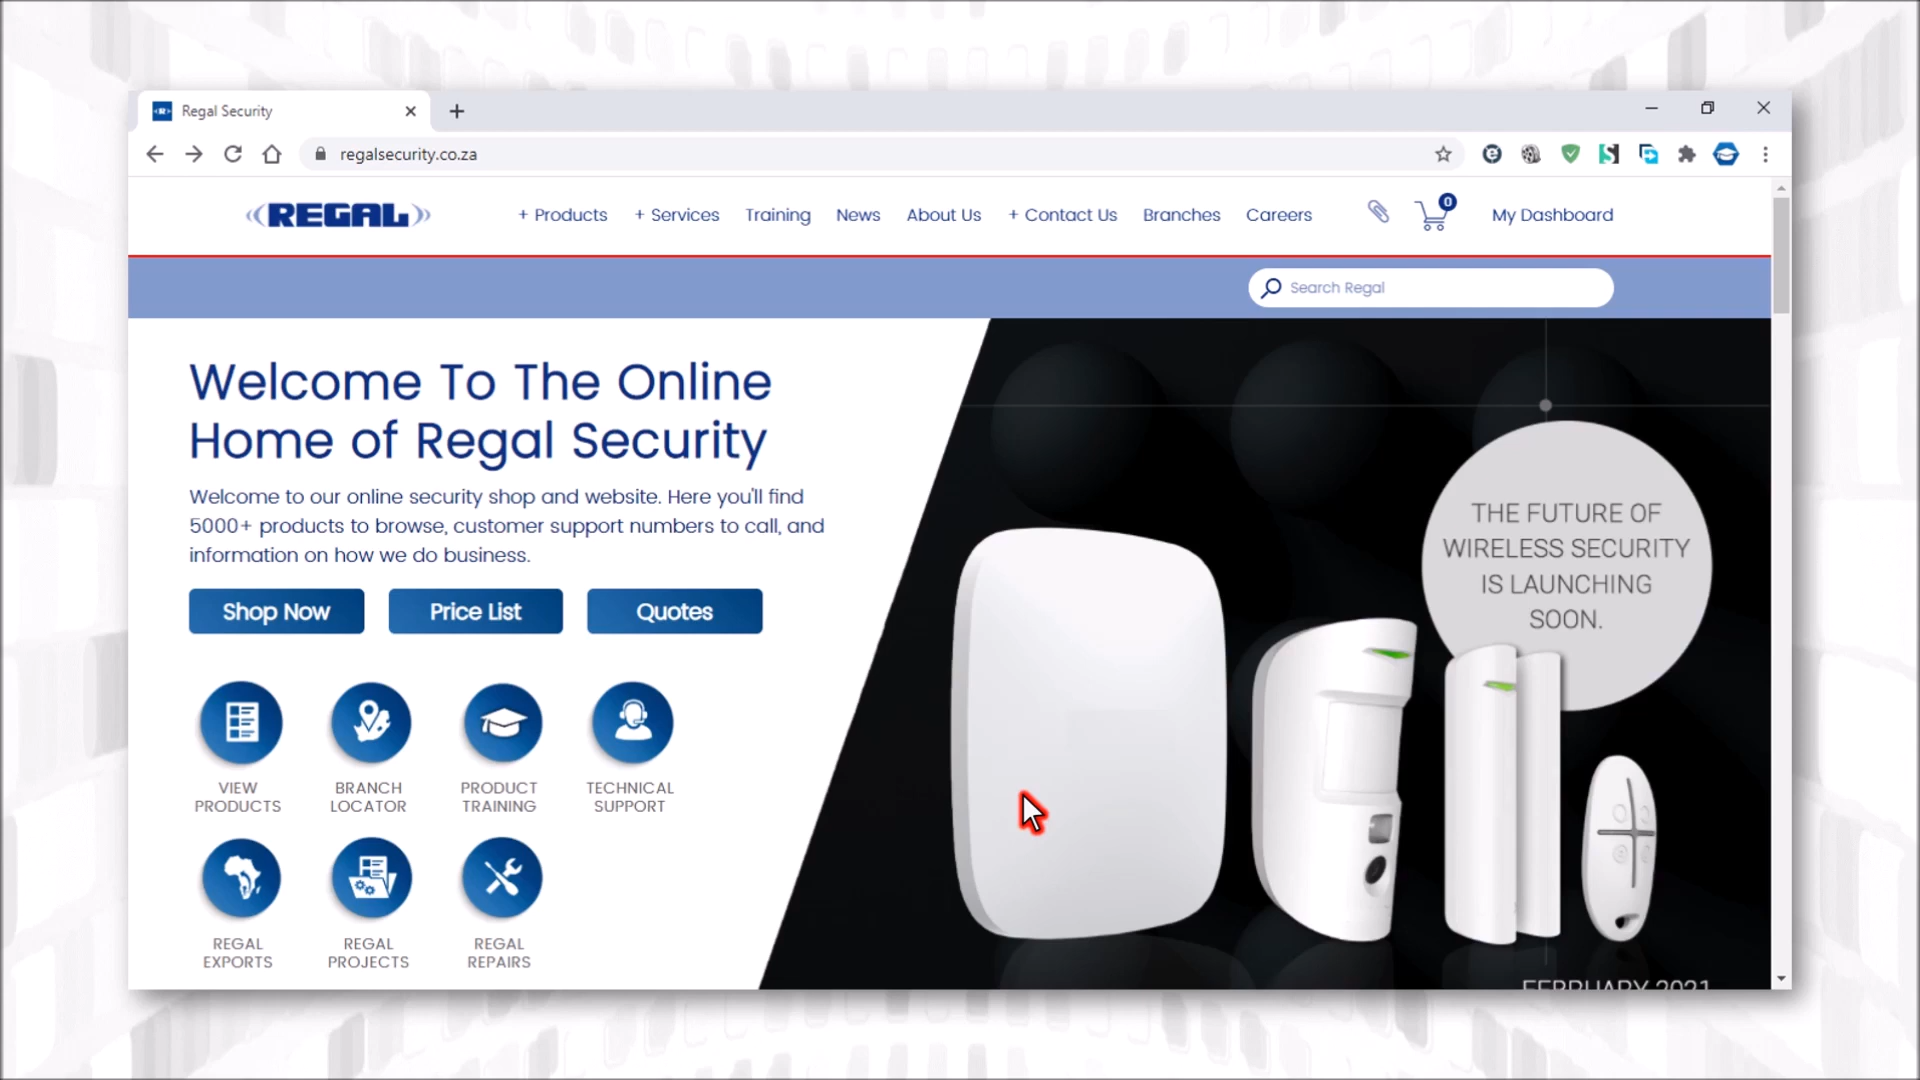 Regal Security
regalsecurity.co.za
REGAL
+ Products + Services Training News About Us + Contact Us Branches Careers 0 My Dashboard
Search Regal
Welcome To The Online
Home of Regal Security
Welcome to our online security shop and website. Here you'll find
5000+ products to browse, customer support numbers to call, and
information on how we do business.
Shop Now Price List Quotes
VIEW
PRODUCTS
BRANCH
LOCATOR
PRODUCT
TRAINING
TECHNICAL
SUPPORT
REGAL
EXPORTS
REGAL
PROJECTS
REGAL
REPAIRS
THE FUTURE OF
WIRELESS SECURITY
IS LAUNCHING
SOON.
FEBRUARY 2021